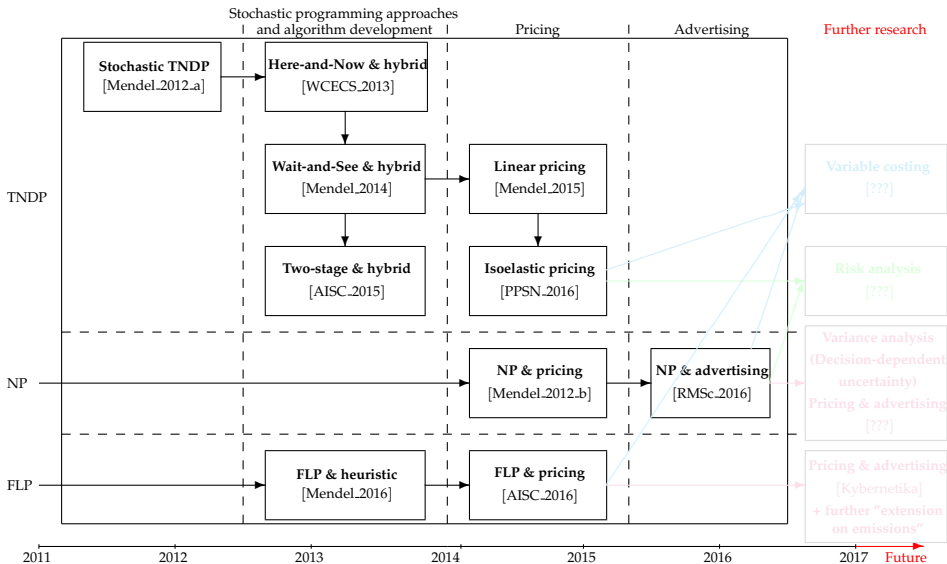 Stochastic programming approaches
and algorithm development
Pricing
Advertising
Further research
Stochastic TNDP
[Mendel_2012_a]
Here-and-Now & hybrid
[WCECS_2013]
TNDP
Wait-and-See & hybrid
[Mendel_2014]
Linear pricing
[Mendel_2015]
Variable costing
[???]
Two-stage & hybrid
[AISC_2015]
Isoelastic pricing
[PPSN_2016]
Risk analysis
[???]
NP
NP & pricing
[Mendel_2012_b]
NP & advertising
[RMSc_2016]
Variance analysis
(Decision-dependent
uncertainty)
Pricing & advertising
[???]
FLP
FLP & heuristic
[Mendel_2016]
FLP & pricing
[AISC_2016]
Pricing & advertising
[Kybernetika]
+ further "extension
on emissions"
2011
2012
2013
2014
2015
2016
2017
Future